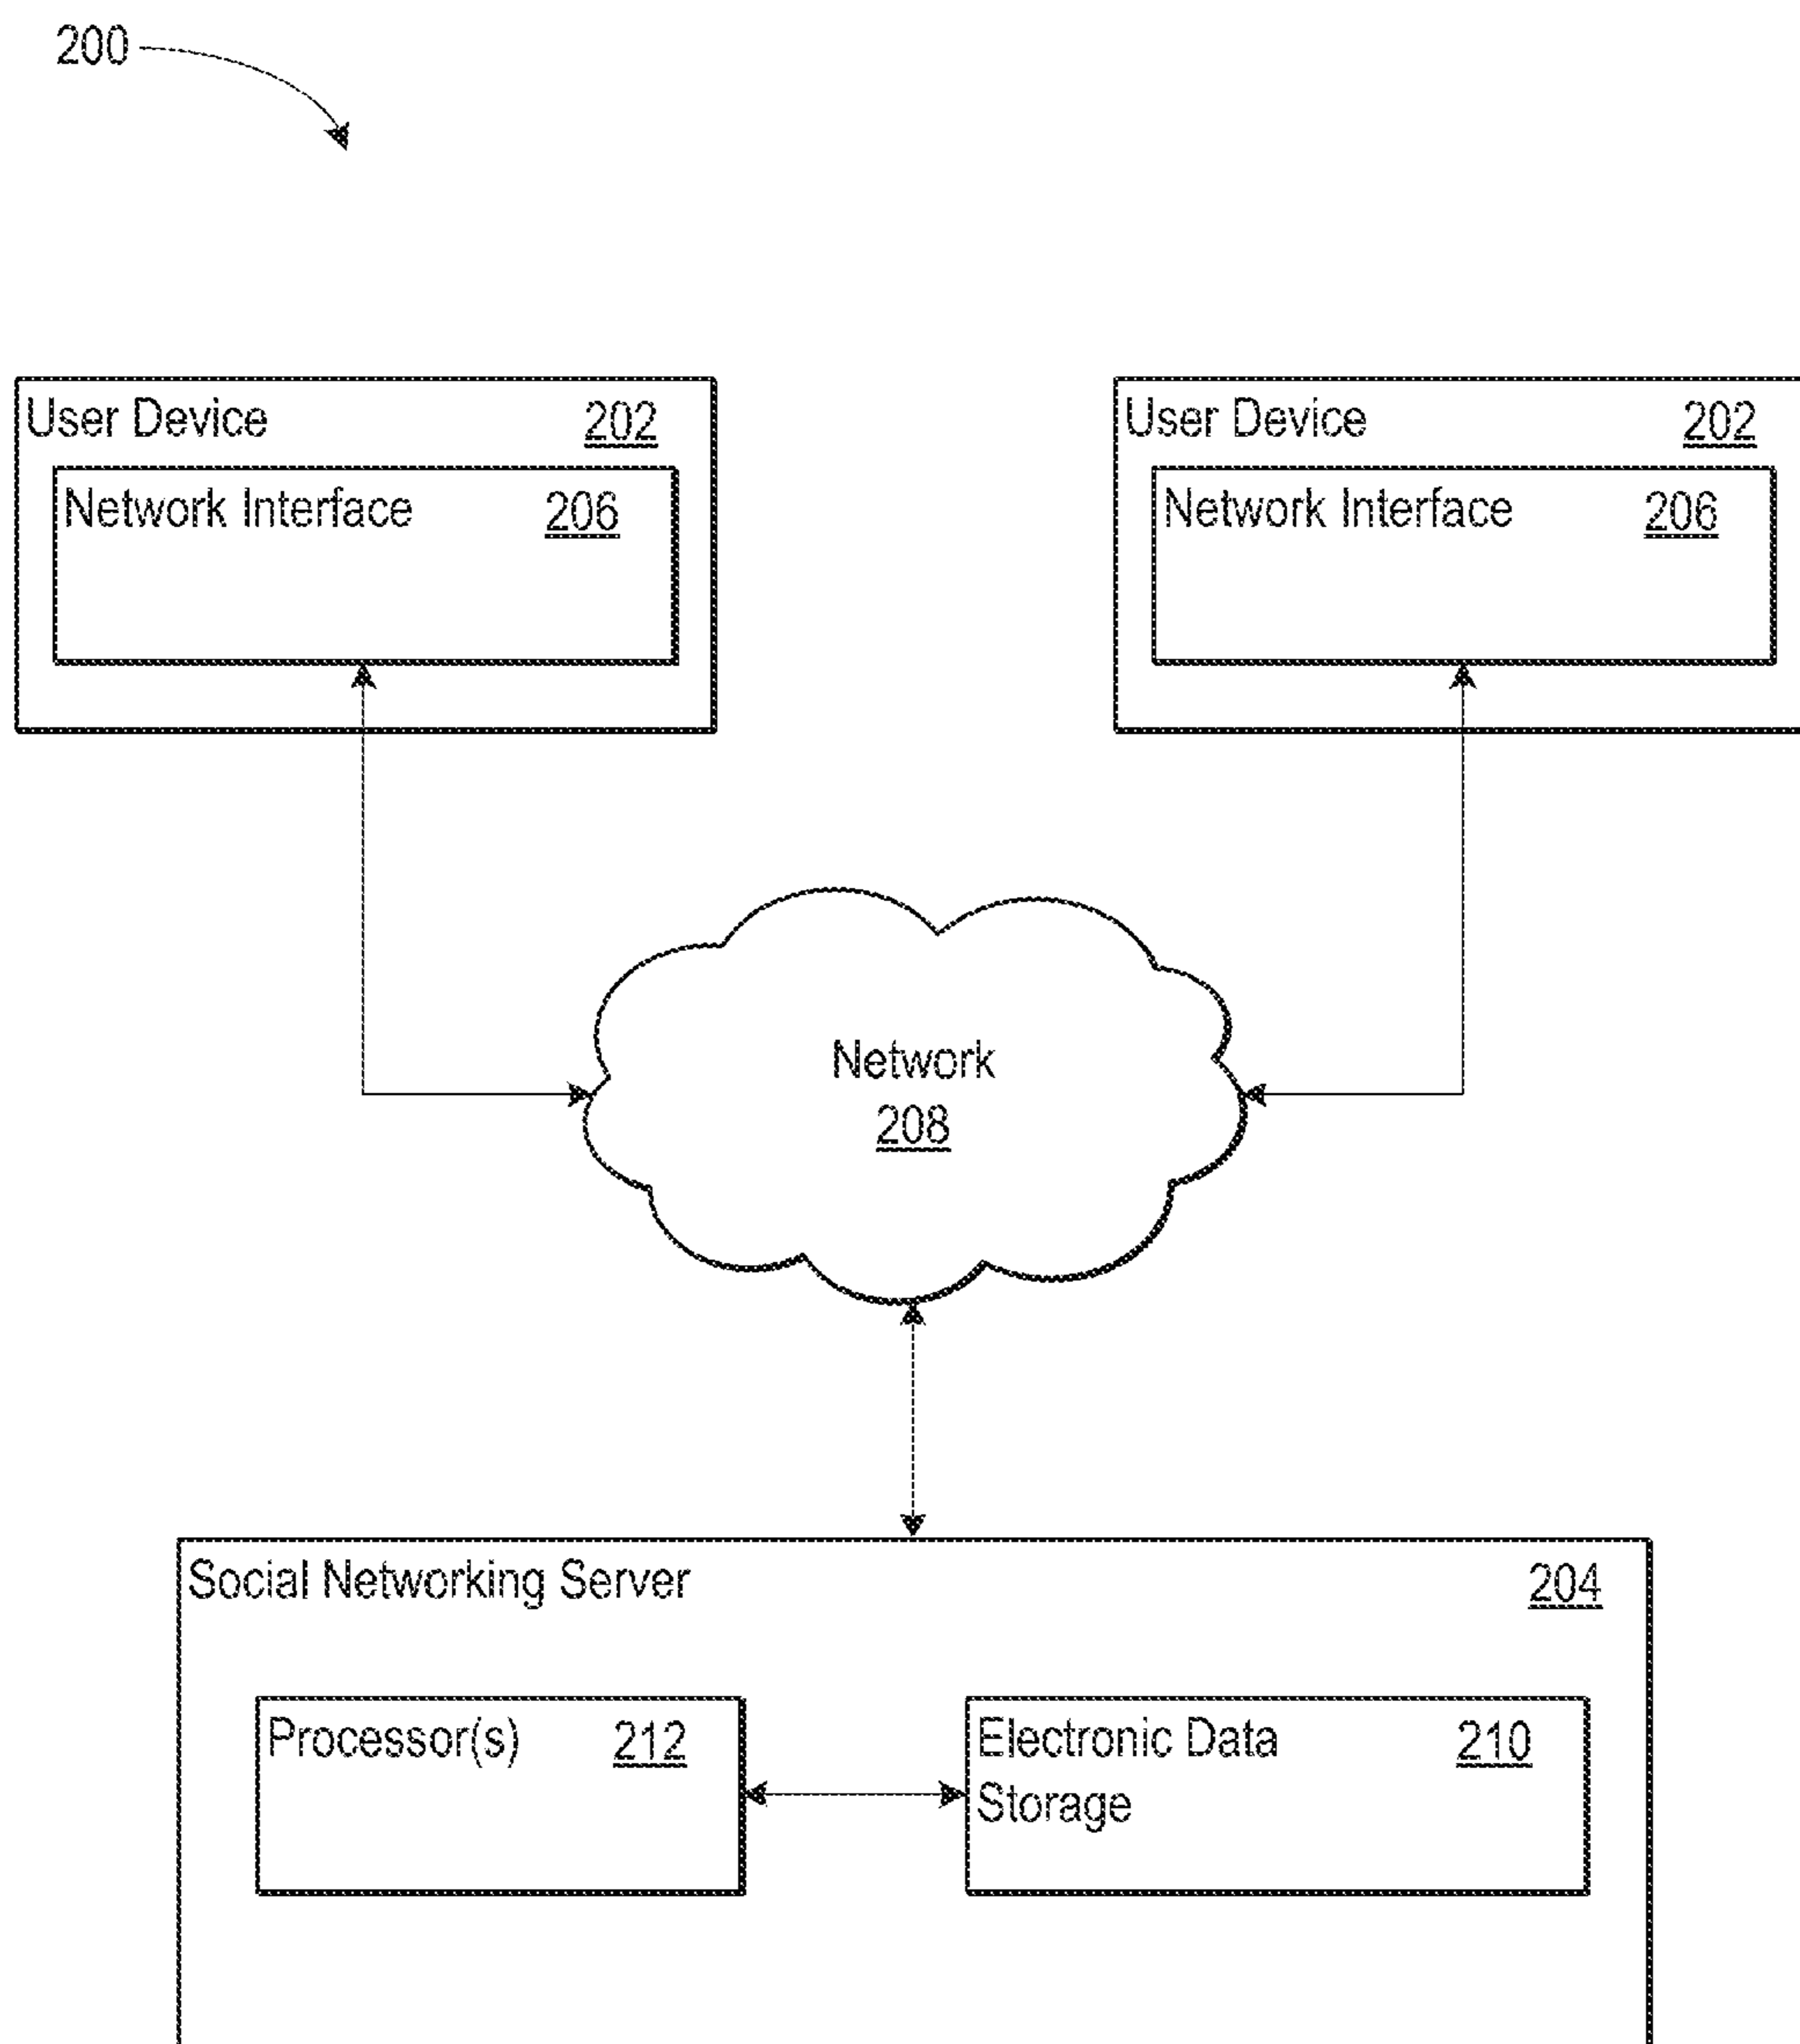 200
User Device 202
Network Interface 206
User Device 202
Network Interface 206
Network
208
Social Networking Server 204
Processor(s) 212
Electronic Data 210
Storage